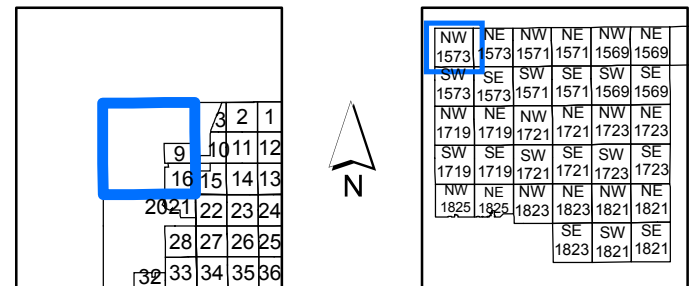 3 2 1
9 10 11 12
16 15 14 13
20 21 22 23 24
28 27 26 25
32 33 34 35 36
N
NW NE NW NE NW NE
1573 1573 1571 1571 1569 1569
SW SE SW SE SW SE
1573 1573 1571 1571 1569 1569
NW NE NW NE NW NE
1719 1719 1721 1721 1723 1723
SW SE SW SE SW SE
1719 1719 1721 1721 1723 1723
NW NE NW NE NW NE
1825 1825 1823 1823 1821 1821
SE SW SE
1823 1821 1821